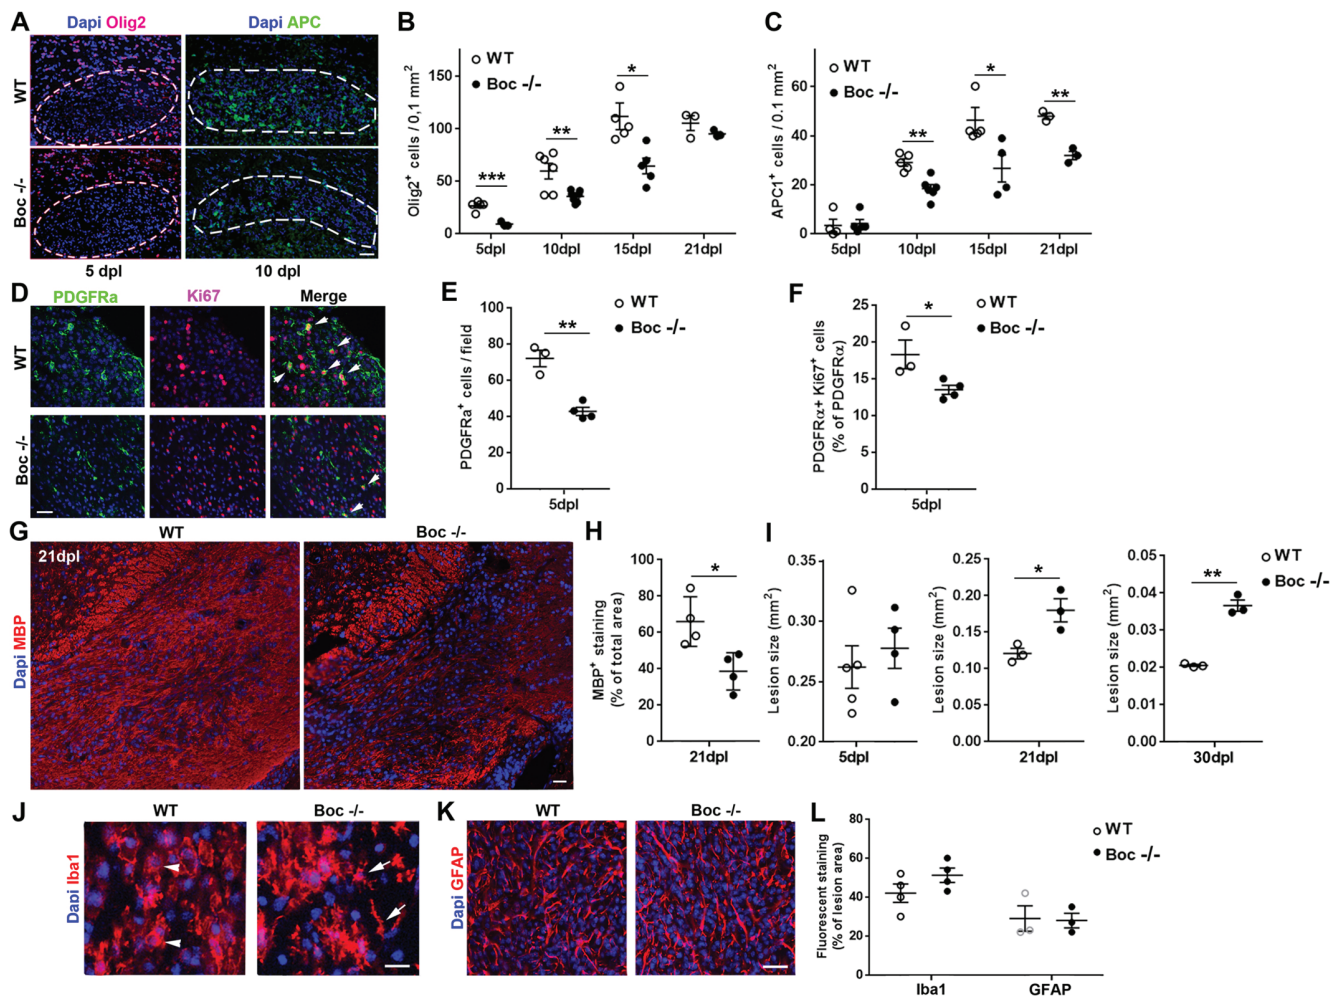 A
Dapi Olig2
Dapi APC
WT
Boc -/-
5 dpl
10 dpl
B
Olig2+ cells / 0,1 mm2
150
100
50
0
WT
Boc -/-
***
**
*
5dpl
10dpl
15dpl
21dpl
C
APC1+ cells / 0.1 mm2
60
40
20
0
WT
Boc -/-
**
*
**
5dpl
10dpl
15dpl
21dpl
D
PDGFRa
Ki67
Merge
WT
Boc -/-
E
PDGFRa+ cells / field
100
80
60
40
20
0
WT
Boc -/-
**
5dpl
F
PDGFRα+ Ki67+ cells
(% of PDGFRα)
25
20
15
10
5
0
WT
Boc -/-
*
5dpl
G
WT
Boc -/-
21dpl
Dapi MBP
H
MBP+ staining
(% of total area)
100
80
60
40
20
0
*
21dpl
I
Lesion size (mm2)
0.35
0.30
0.25
0.20
5dpl
Lesion size (mm2)
0.25
0.20
0.15
0.10
0.05
0.00
*
21dpl
Lesion size (mm2)
0.05
0.04
0.03
0.02
0.01
0.00
**
30dpl
WT
Boc -/-
J
WT
Boc -/-
Dapi Iba1
K
WT
Boc -/-
Dapi GFAP
L
Fluorescent staining
(% of lesion area)
80
60
40
20
0
WT
Boc -/-
Iba1
GFAP